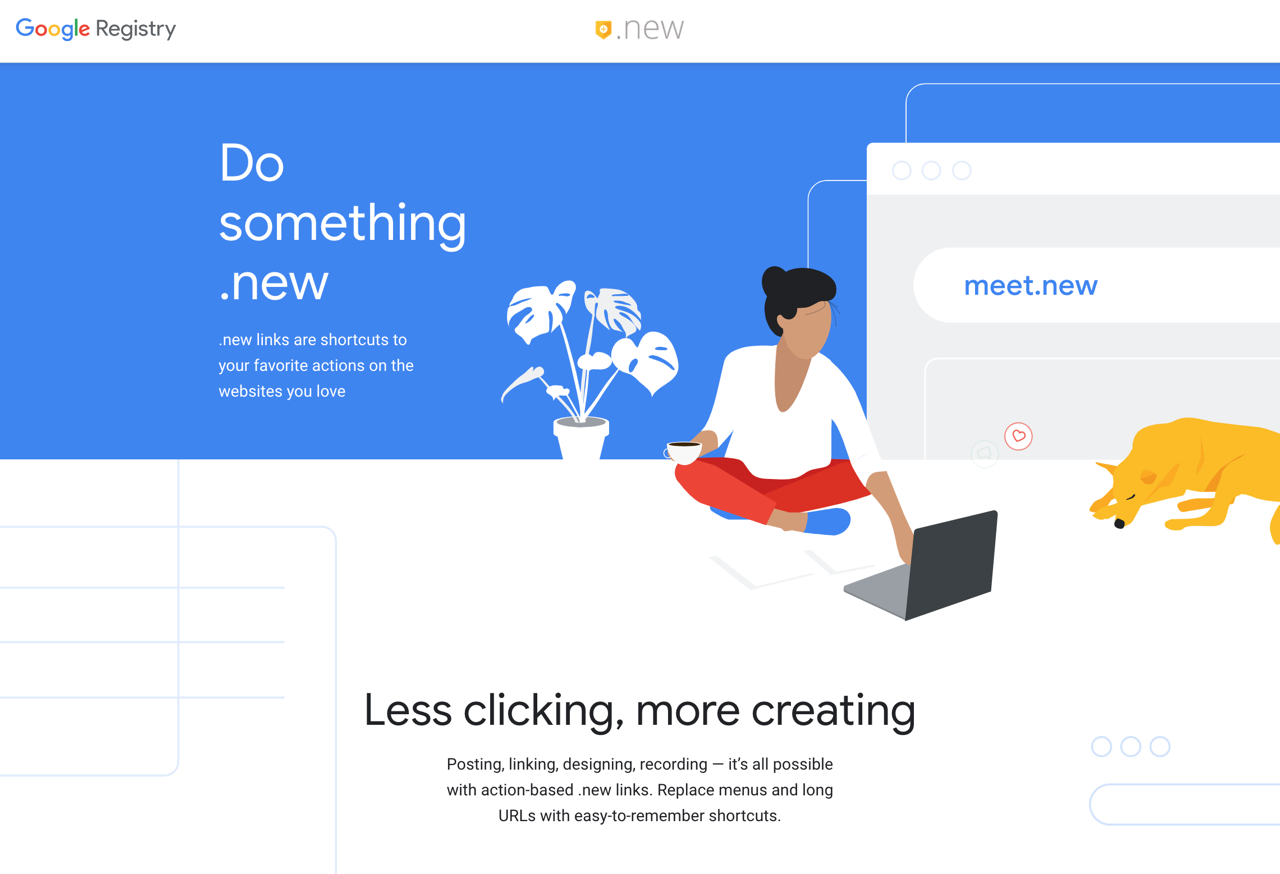 Google Registry
.new
Do
something
.new
.new links are shortcuts to
your favorite actions on the
websites you love
meet.new
Less clicking, more creating
Posting, linking, designing, recording — it’s all possible
with action-based .new links. Replace menus and long
URLs with easy-to-remember shortcuts.